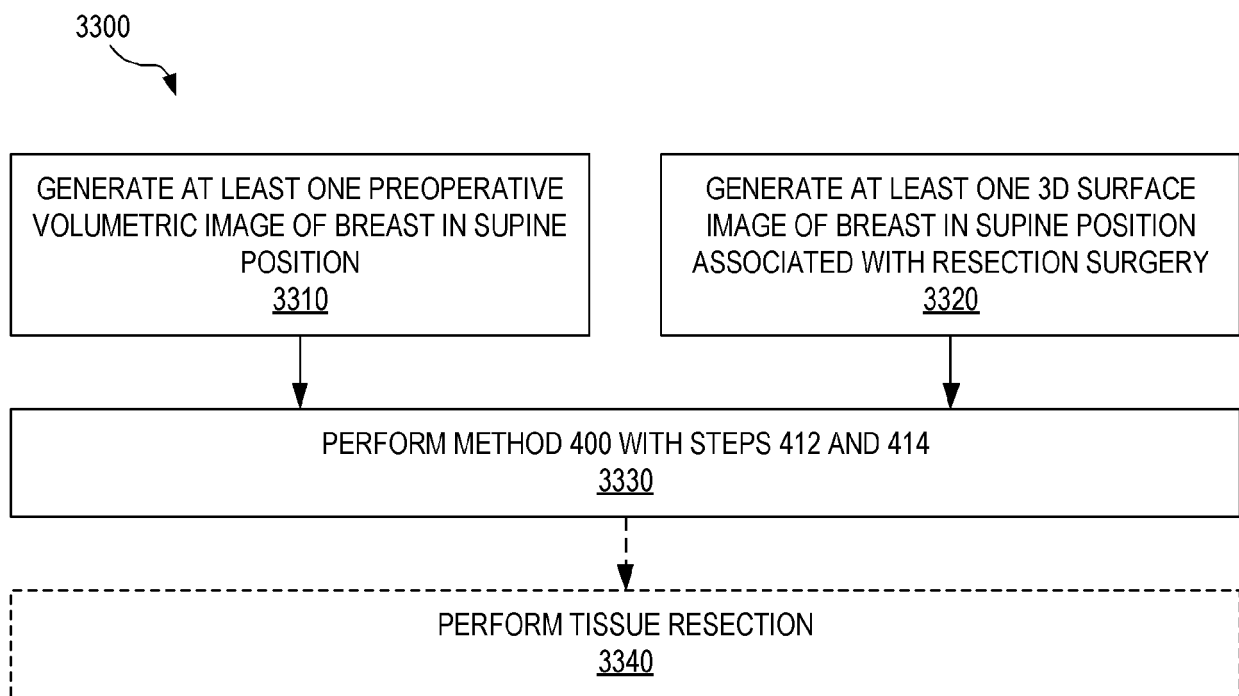 3300
GENERATE AT LEAST ONE PREOPERATIVE
VOLUMETRIC IMAGE OF BREAST IN SUPINE
POSITION
3310
GENERATE AT LEAST ONE 3D SURFACE
IMAGE OF BREAST IN SUPINE POSITION
ASSOCIATED WITH RESECTION SURGERY
3320
PERFORM METHOD 400 WITH STEPS 412 AND 414
3330
PERFORM TISSUE RESECTION
3340